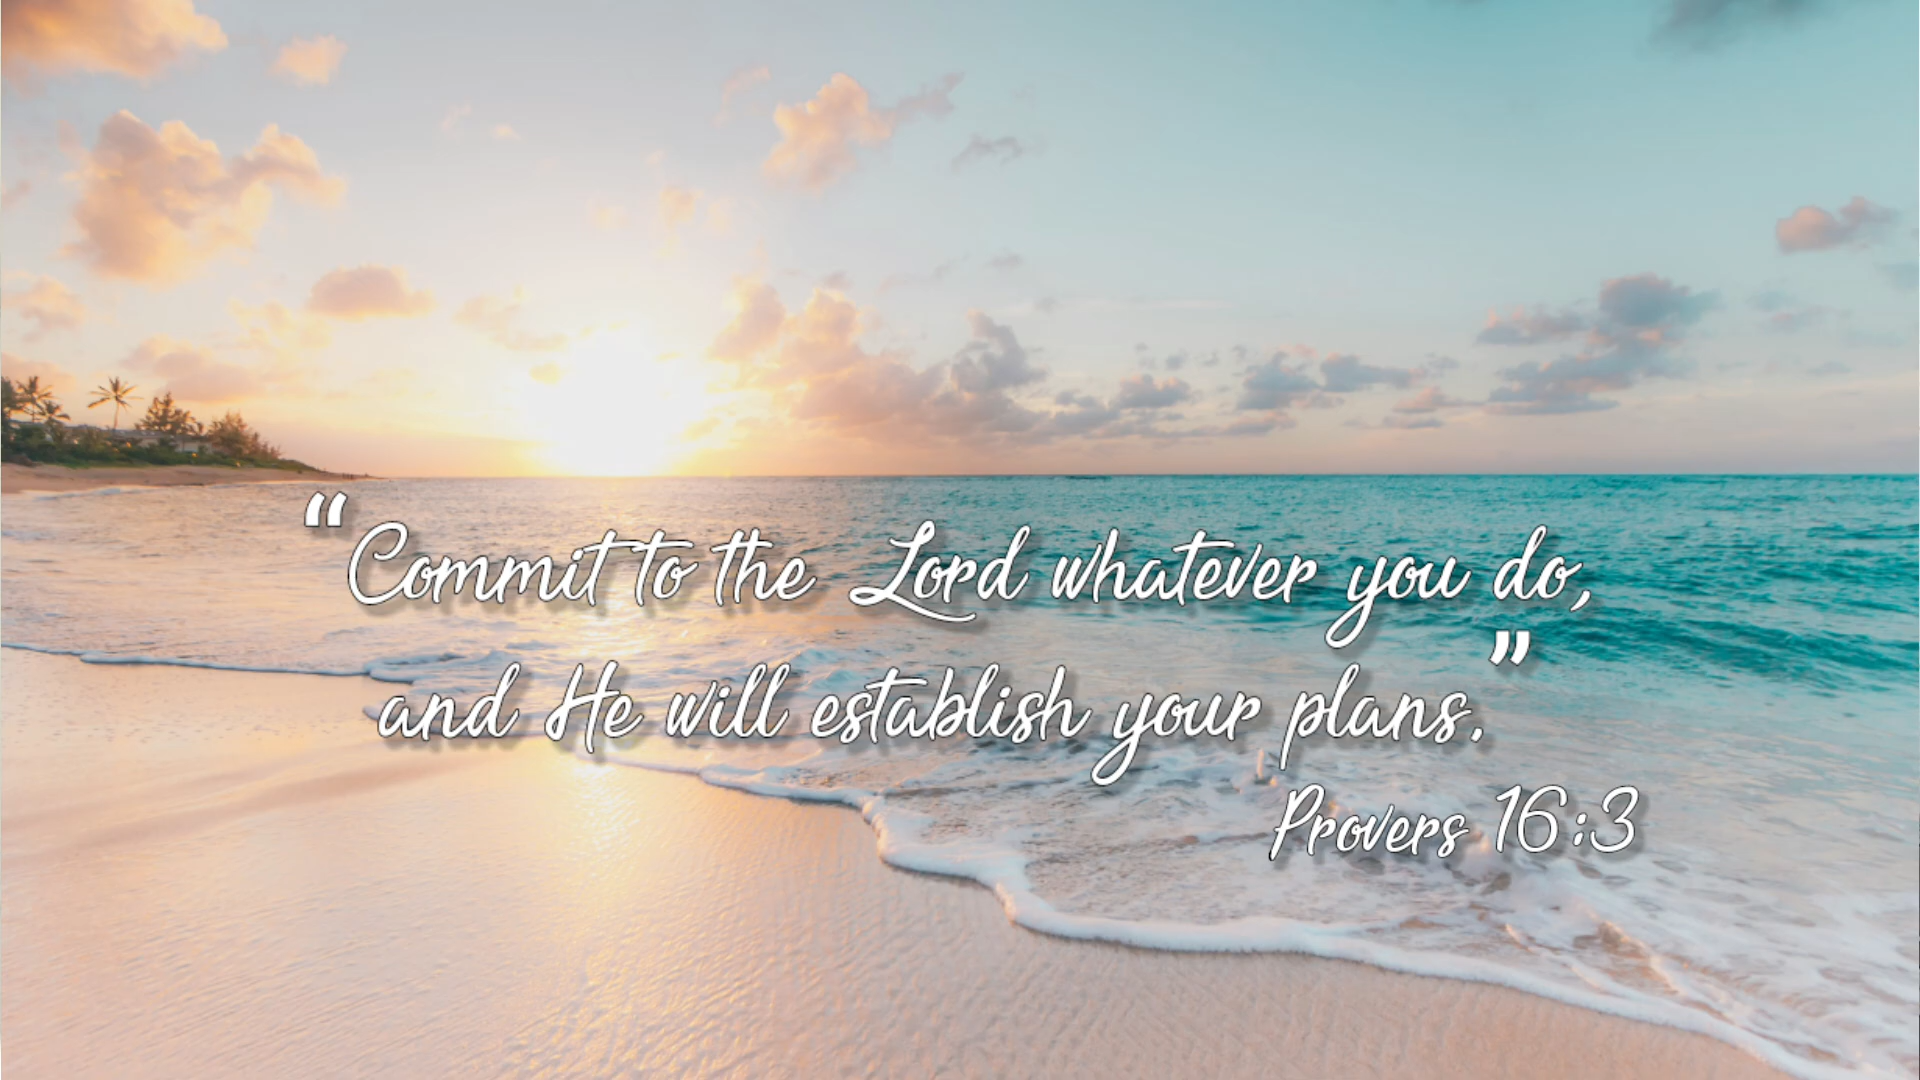 “Commit to the Lord whatever you do,
and He will establish your plans.”
Provers 16:3